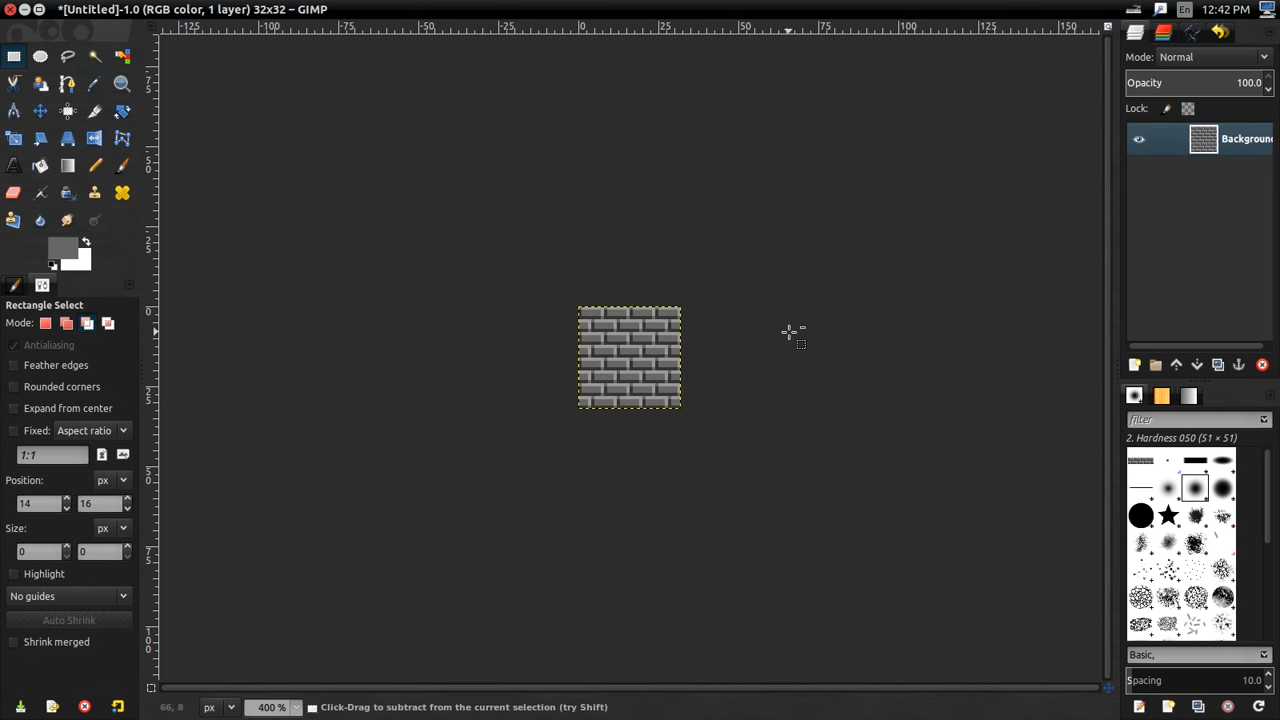 *[Untitled]-1.0 (RGB color, 1 layer) 32x32 – GIMP
En
12:42 PM
-125
-100
-75
-50
-25
0
25
50
75
100
125
150
Mode:
Normal
Opacity
100.0
Lock:
Background
Rectangle Select
Mode:
Antialiasing
Feather edges
Rounded corners
Expand from center
Fixed:
Aspect ratio
1:1
Position:
px
14
16
Size:
px
0
0
Highlight
No guides
Auto Shrink
Shrink merged
filter
2. Hardness 050 (51 × 51)
Basic,
Spacing
10.0
66, 8
px
400 %
Click-Drag to subtract from the current selection (try Shift)